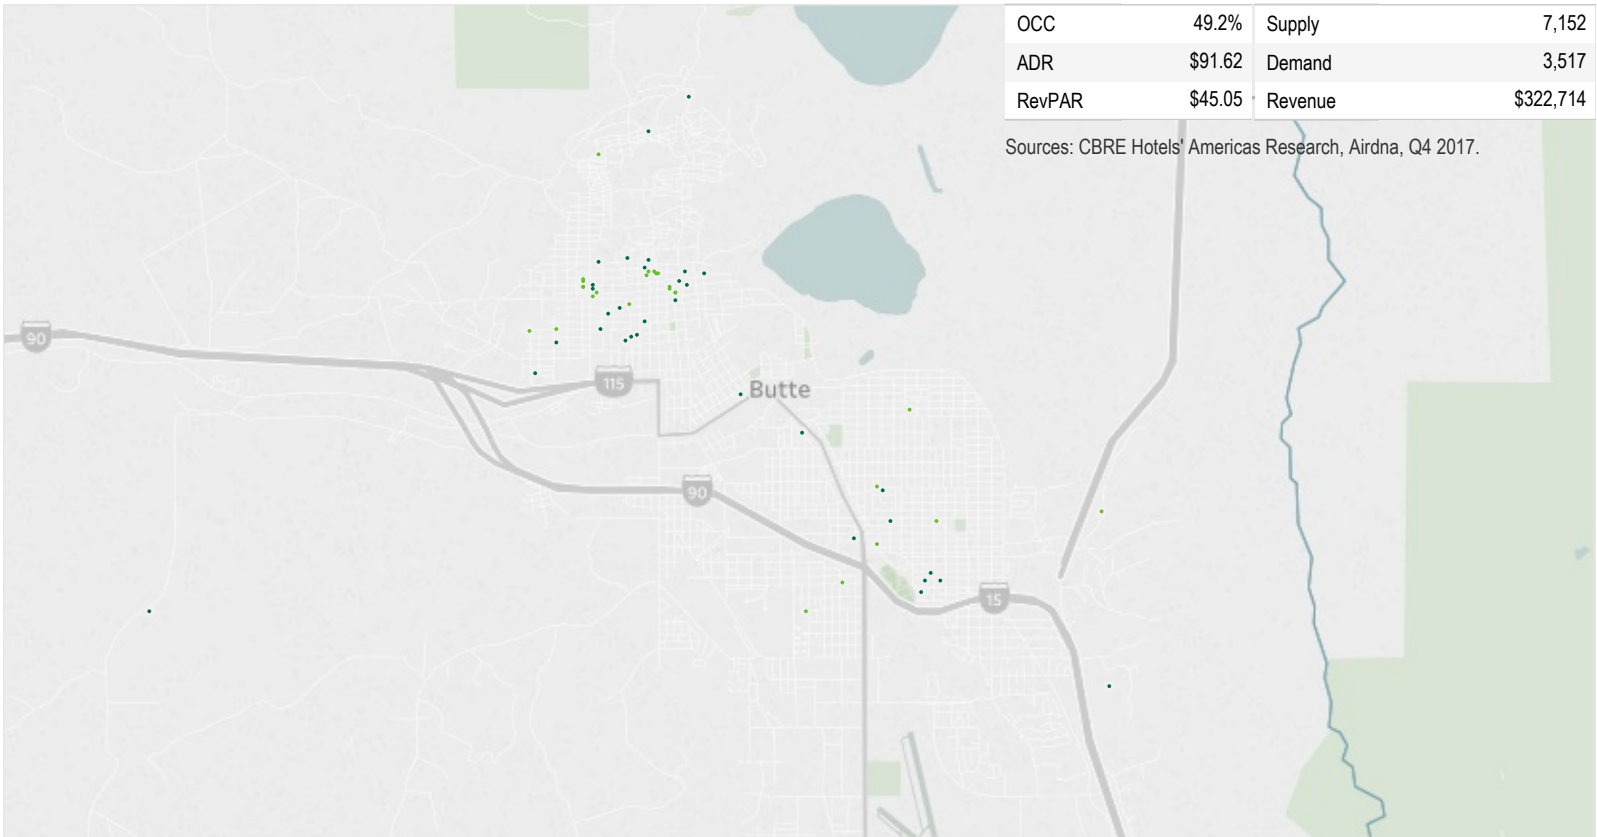 OCC 49.2% Supply 7,152
ADR $91.62 Demand 3,517
RevPAR $45.05 Revenue $322,714
Sources: CBRE Hotels' Americas Research, Airdna, Q4 2017.
90
115
Butte
90
15